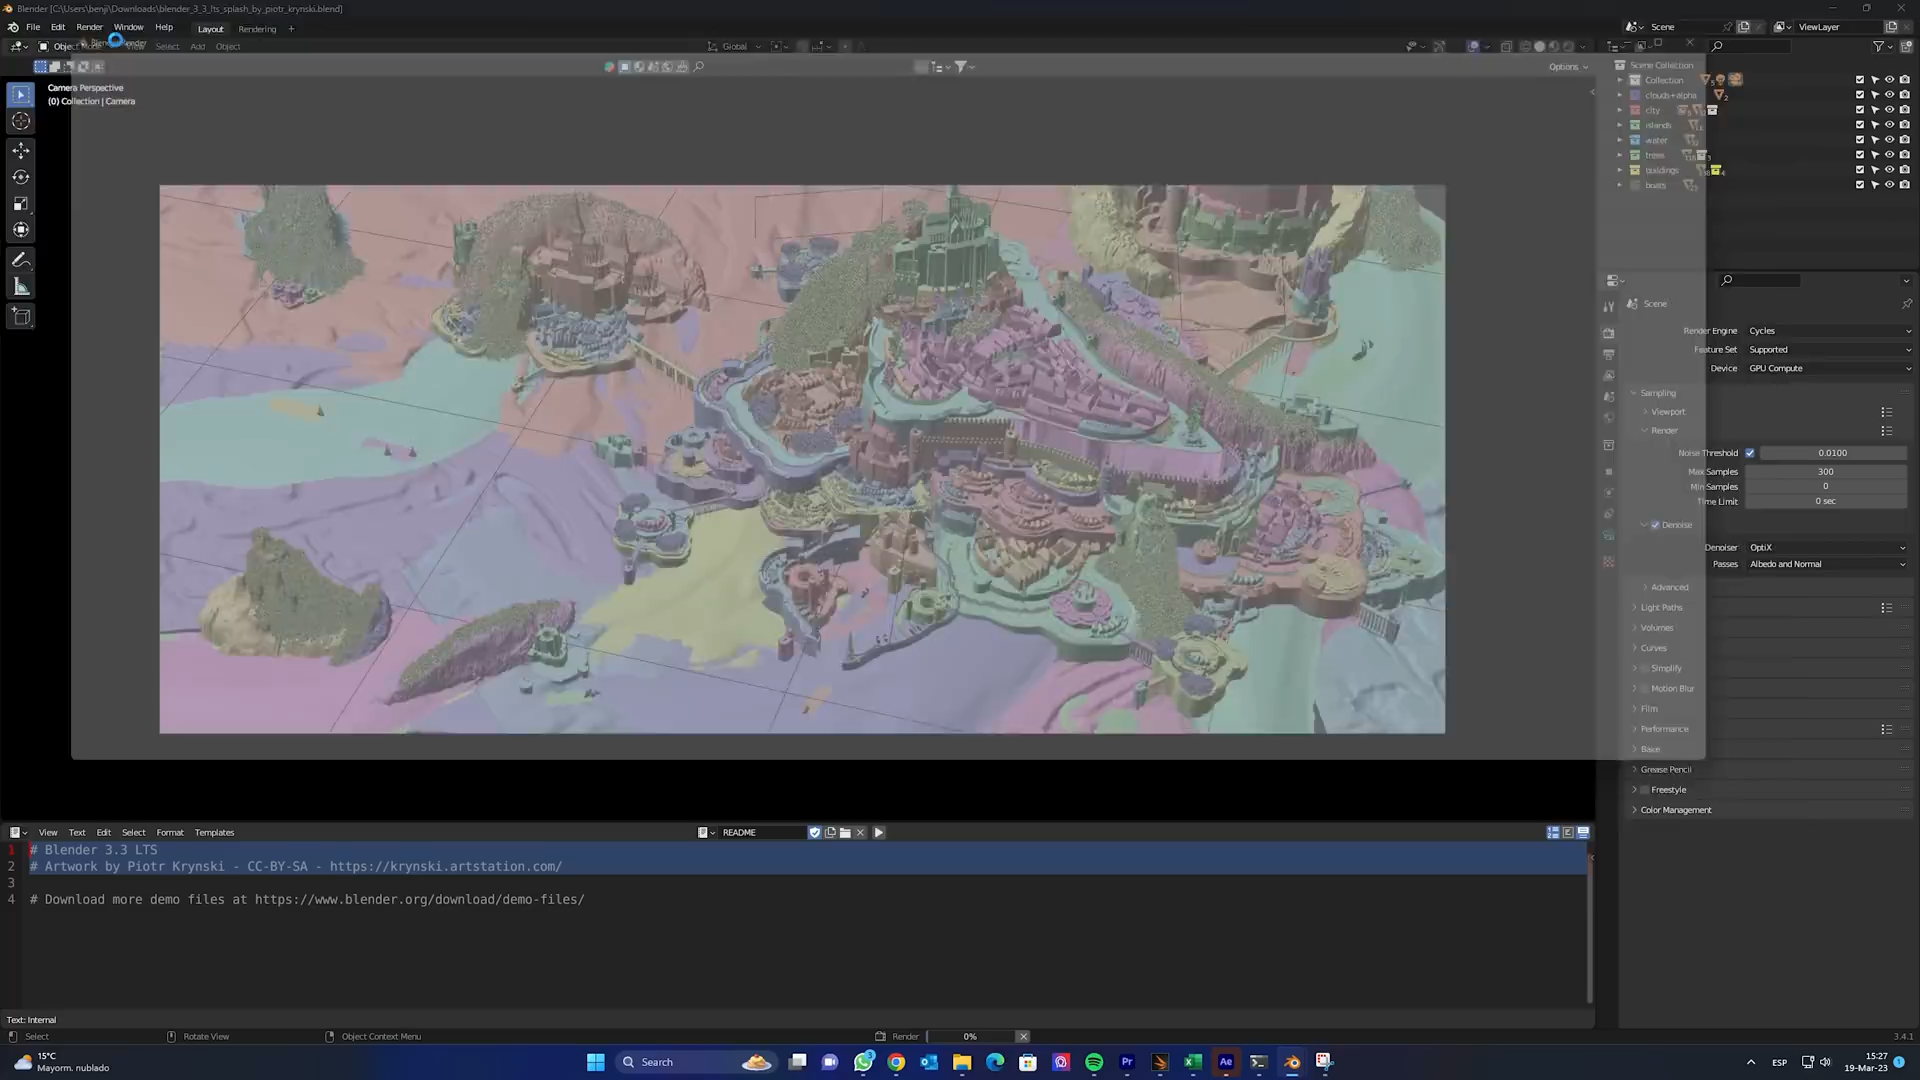 Blender [C:\Users\benji\Downloads\blender_3_3_lts_splash_by_piotr_krynski.blend]
File Edit Render Window Help Layout Rendering + Scene ViewLayer
View Select Add Object Global
Options
Camera Perspective
(0) Collection | Camera
Scene Collection
Collection
clouds+alpha
city
islands
water
trees
buildings
boats
Scene
Render Engine Cycles
Feature Set Supported
Device GPU Compute
Sampling
Viewport
Render
Noise Threshold 0.0100
Max Samples 300
Min Samples 0
Time Limit 0 sec
Denoise
Denoiser OptiX
Passes Albedo and Normal
Advanced
Light Paths
Volumes
Curves
Simplify
Motion Blur
Film
Performance
Bake
Grease Pencil
Freestyle
Color Management
View Text Edit Select Format Templates README
1 # Blender 3.3 LTS
2 # Artwork by Piotr Krynski - CC-BY-SA - https://krynski.artstation.com/
3
4 # Download more demo files at https://www.blender.org/download/demo-files/
Text: Internal
Select Rotate View Object Context Menu Render 0% 3.4.1
15°C
Mayorm. nublado
Search
ESP
15:27
19-Mar-23